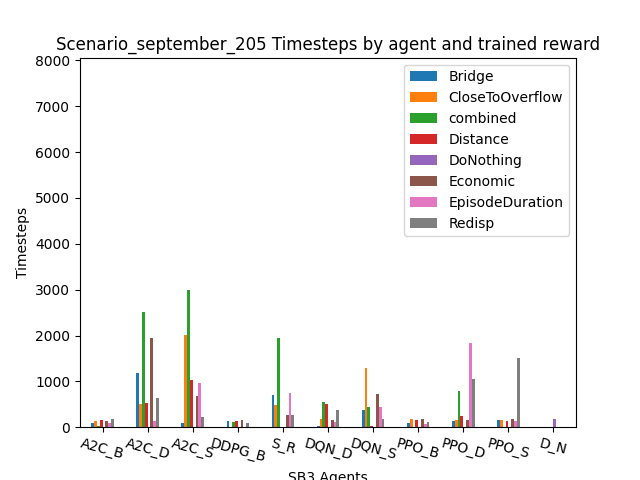 Scenario_september_205 Timesteps by agent and trained reward
8000
7000
6000
5000
4000
3000
2000
1000
0
Timesteps
Bridge
CloseToOverflow
combined
Distance
DoNothing
Economic
EpisodeDuration
Redisp
A2C_B A2C_D A2C_S DDPG_B S_R DQN_D DQN_S PPO_B PPO_D PPO_S D_N
SB3 Agents